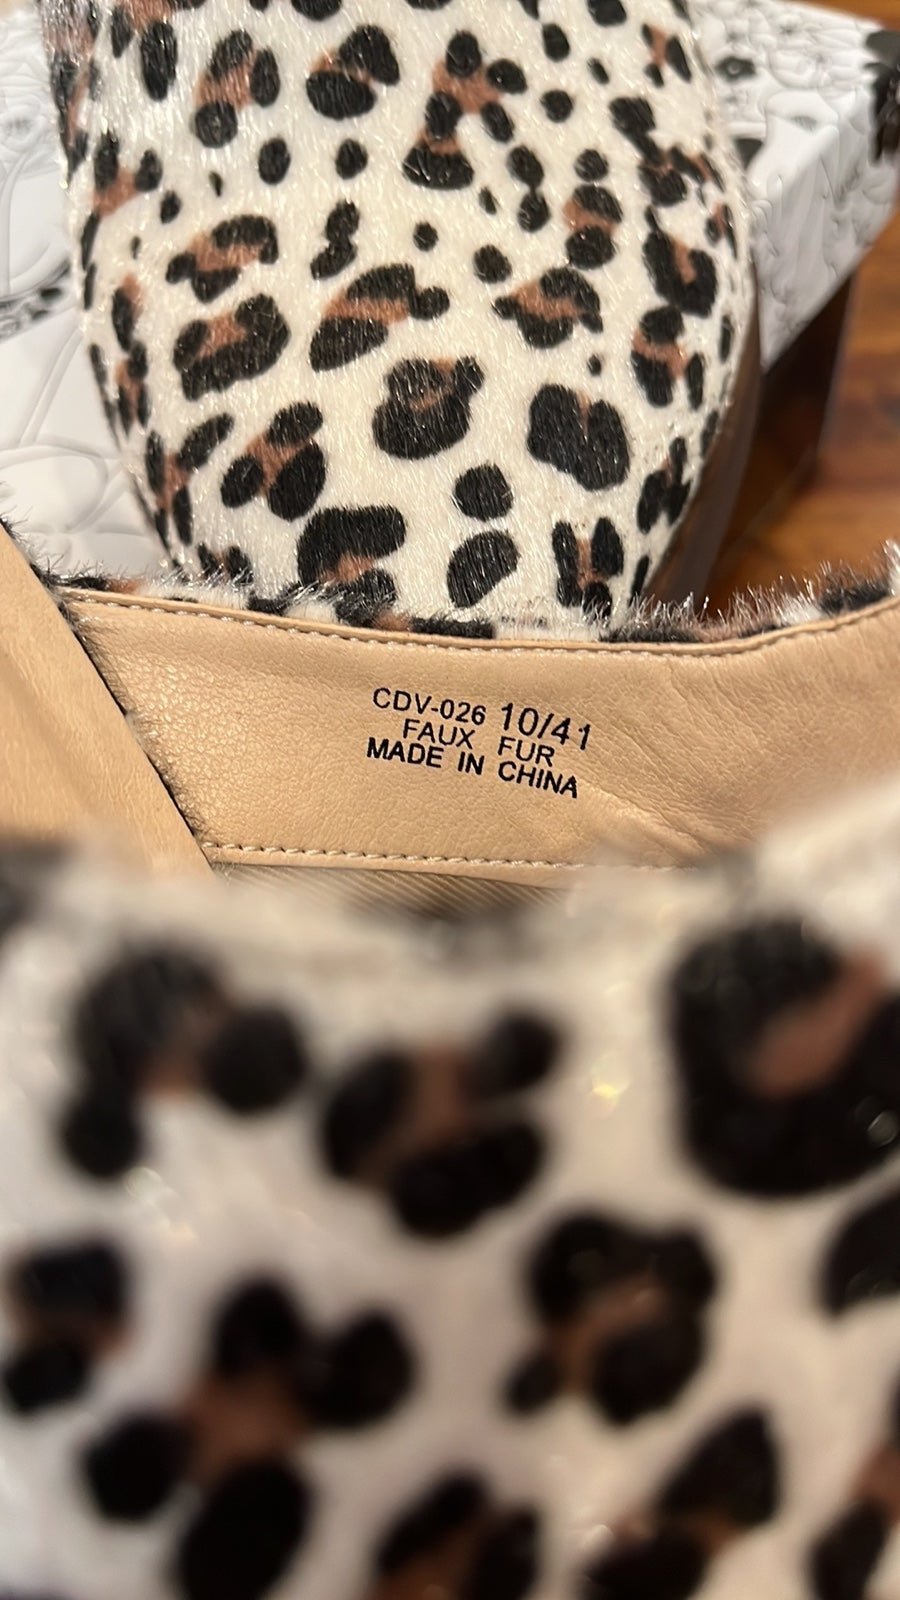 CDV-026 10/41
FAUX FUR
MADE IN CHINA